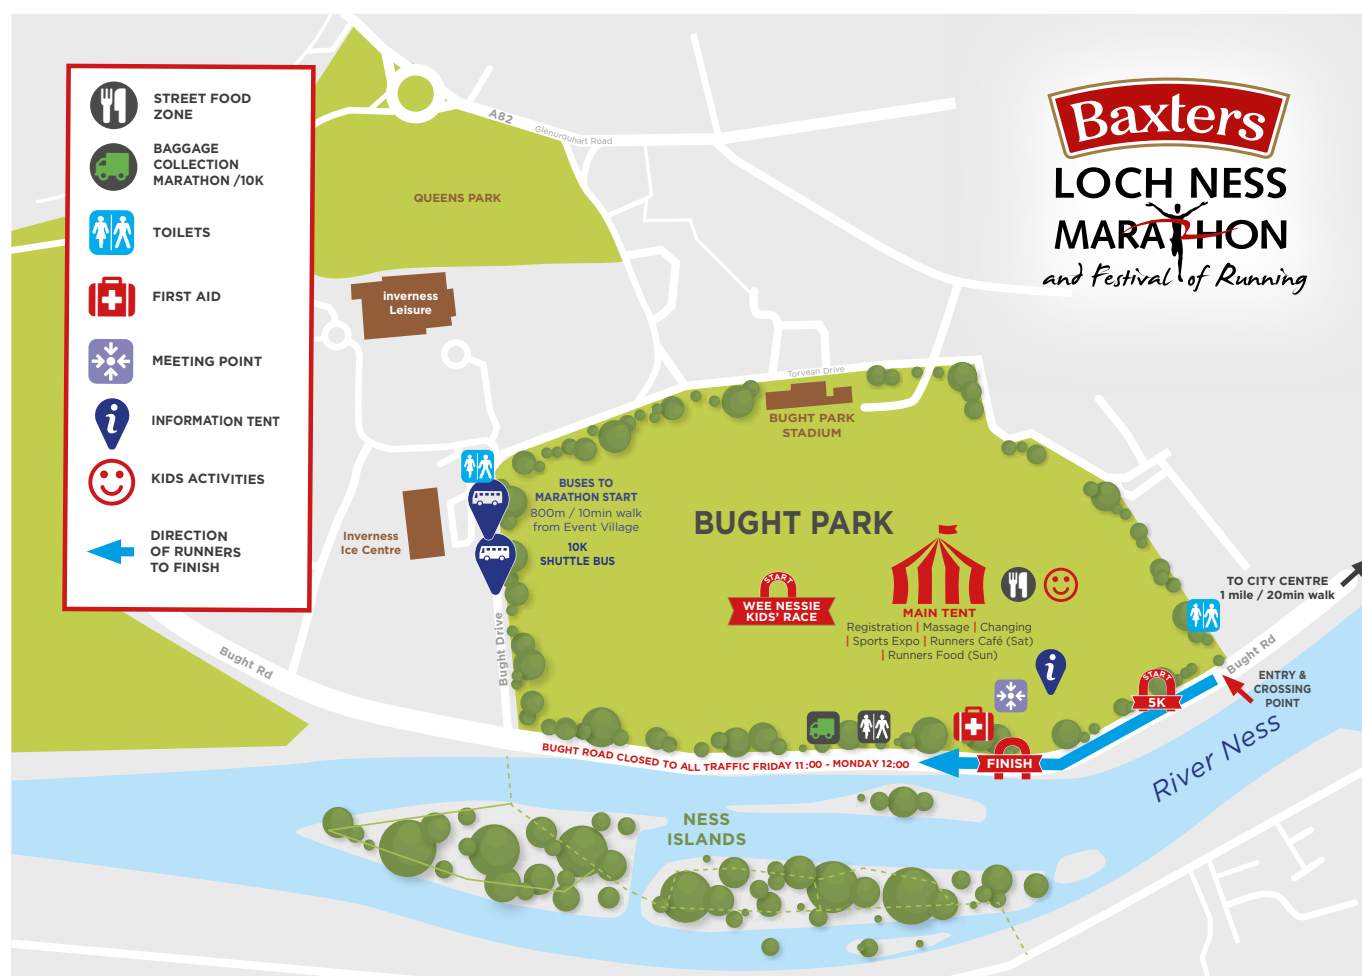 STREET FOOD
ZONE
BAGGAGE
COLLECTION
MARATHON /10K
TOILETS
FIRST AID
MEETING POINT
INFORMATION TENT
KIDS ACTIVITIES
DIRECTION
OF RUNNERS
TO FINISH
Baxters
LOCH NESS
MARATHON
and Festival of Running
A82
Glenurquhart Road
QUEENS PARK
inverness
Leisure
Torvean Drive
BUGHT PARK
STADIUM
BUSES TO
MARATHON START
800m / 10min walk
from Event Village
10K
SHUTTLE BUS
Inverness
Ice Centre
BUGHT PARK
START
WEE NESSIE
KIDS' RACE
MAIN TENT
Registration | Massage | Changing
| Sports Expo | Runners Café (Sat)
| Runners Food (Sun)
TO CITY CENTRE
1 mile / 20min walk
Bught Rd
Bught Drive
Bught Rd
ENTRY &
CROSSING
POINT
START
5K
FINISH
BUGHT ROAD CLOSED TO ALL TRAFFIC FRIDAY 11:00 - MONDAY 12:00
River Ness
NESS
ISLANDS